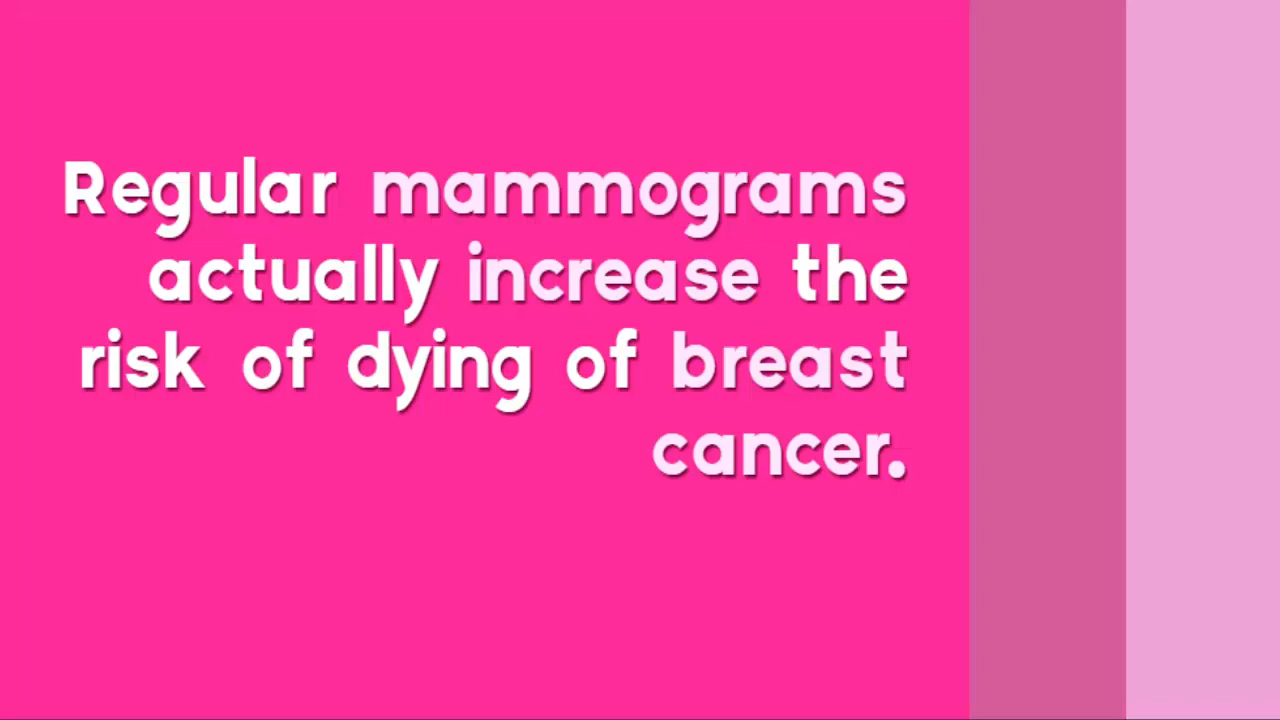 Regular mammograms
actually increase the
risk of dying of breast
cancer.